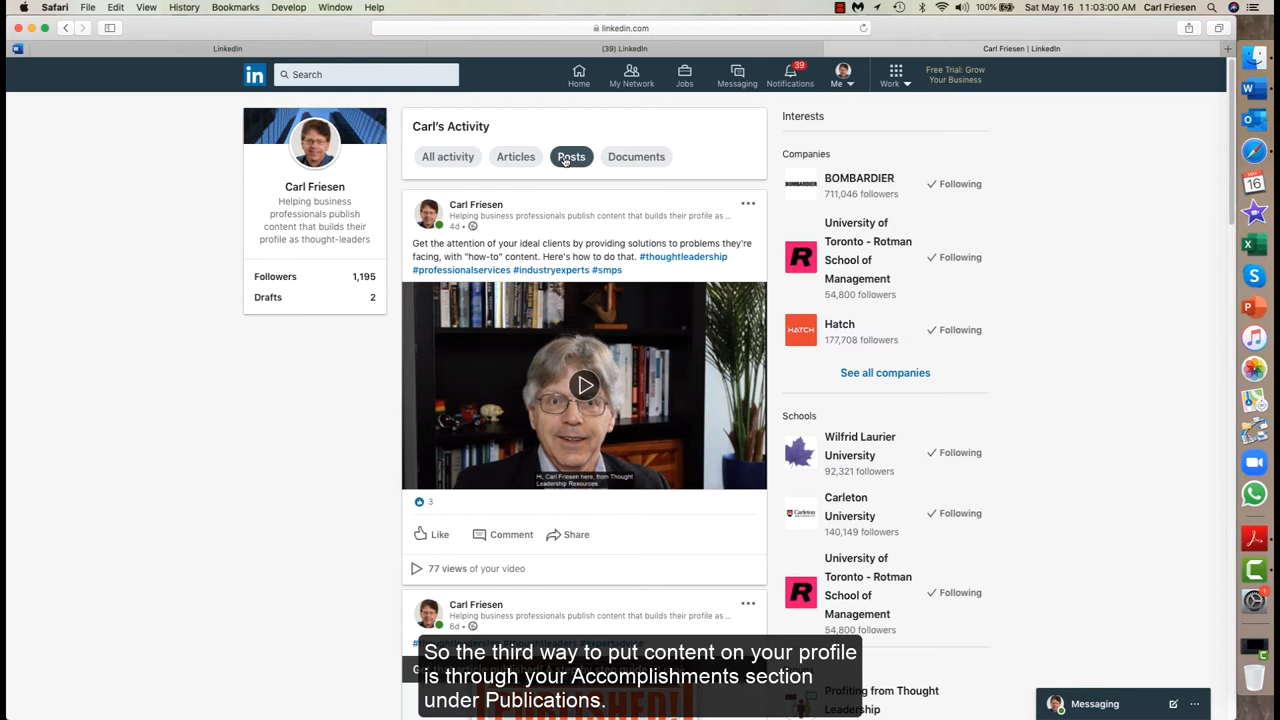 Safari File Edit View History Bookmarks Develop Window Help
100% Sat May 16 11:03:00 AM Carl Friesen
linkedin.com
LinkedIn
(39) LinkedIn
Carl Friesen | LinkedIn
in Search
Home
My Network
Jobs
Messaging
39
Notifications
Me
Work
Free Trial: Grow
Your Business
Carl Friesen
Helping business
professionals publish
content that builds their
profile as thought-leaders
Followers 1,195
Drafts 2
Carl's Activity
All activity Articles Posts Documents
Carl Friesen
Helping business professionals publish content that builds their profile as ...
4d •
Get the attention of your ideal clients by providing solutions to problems they're
facing, with "how-to" content. Here's how to do that. #thoughtleadership
#professionalservices #industryexperts #smps
Hi, Carl Friesen here, from Thought
Leadership Resources.
3
Like Comment Share
77 views of your video
Carl Friesen
Helping business professionals publish content that builds their profile as ...
6d •
So the third way to put content on your profile
is through your Accomplishments section
under Publications.
Interests
Companies
BOMBARDIER
BOMBARDIER
711,046 followers
Following
R
University of
Toronto - Rotman
School of
Management
54,800 followers
Following
HATCH
Hatch
177,708 followers
Following
See all companies
Schools
Wilfrid Laurier
University
92,321 followers
Following
Carleton
Carleton
University
140,149 followers
Following
R
University of
Toronto - Rotman
School of
Management
54,800 followers
Following
Profiting from Thought
Leadership
Messaging
MAY
16
1